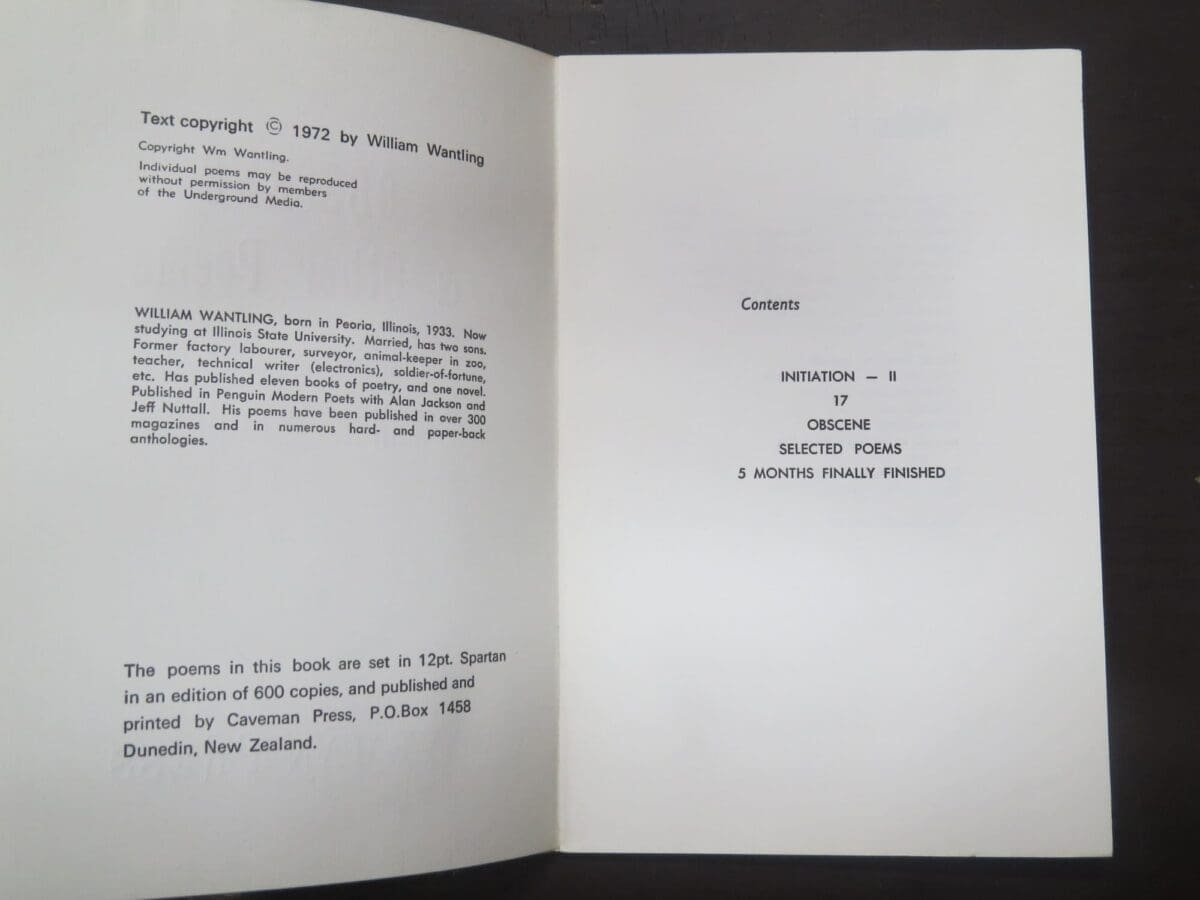 Text copyright © 1972 by William Wantling
Copyright Wm Wantling.
Individual poems may be reproduced
without permission by members
of the Underground Media.
WILLIAM WANTLING, born in Peoria, Illinois, 1933. Now
studying at Illinois State University. Married, has two sons.
Former factory labourer, surveyor, animal-keeper in zoo,
teacher, technical writer (electronics), soldier-of-fortune,
etc. Has published eleven books of poetry, and one novel.
Published in Penguin Modern Poets with Alan Jackson and
Jeff Nuttall. His poems have been published in over 300
magazines and in numerous hard- and paper-back
anthologies.
The poems in this book are set in 12pt. Spartan
in an edition of 600 copies, and published and
printed by Caveman Press, P.O.Box 1458
Dunedin, New Zealand.
Contents
INITIATION – II
17
OBSCENE
SELECTED POEMS
5 MONTHS FINALLY FINISHED